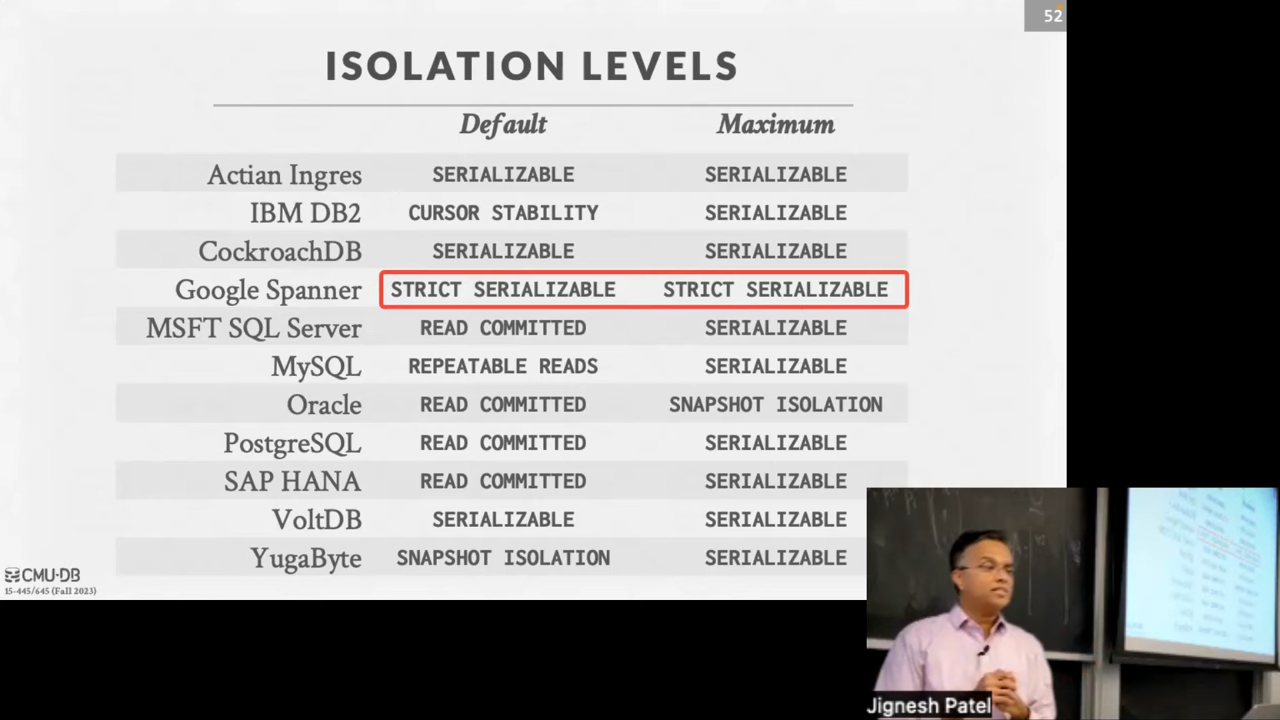 52
ISOLATION LEVELS
Default Maximum
Actian Ingres SERIALIZABLE SERIALIZABLE
IBM DB2 CURSOR STABILITY SERIALIZABLE
CockroachDB SERIALIZABLE SERIALIZABLE
Google Spanner STRICT SERIALIZABLE STRICT SERIALIZABLE
MSFT SQL Server READ COMMITTED SERIALIZABLE
MySQL REPEATABLE READS SERIALIZABLE
Oracle READ COMMITTED SNAPSHOT ISOLATION
PostgreSQL READ COMMITTED SERIALIZABLE
SAP HANA READ COMMITTED SERIALIZABLE
VoltDB SERIALIZABLE SERIALIZABLE
YugaByte SNAPSHOT ISOLATION SERIALIZABLE
CMU·DB
15-445/645 (Fall 2023)
Jignesh Patel